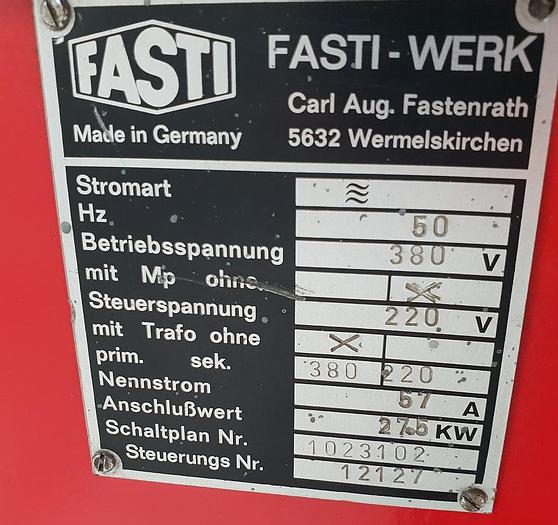 FASTI
FASTI-WERK
Carl Aug. Fastenrath
Made in Germany
5632 Wermelskirchen
Stromart ≋
Hz 50
Betriebsspannung 380 V
mit Mp ohne X
Steuerspannung 220 V
mit Trafo ohne X
prim. sek. 380 220
Nennstrom 57 A
Anschlußwert 275 KW
Schaltplan Nr. 1023102
Steuerungs Nr. 12127